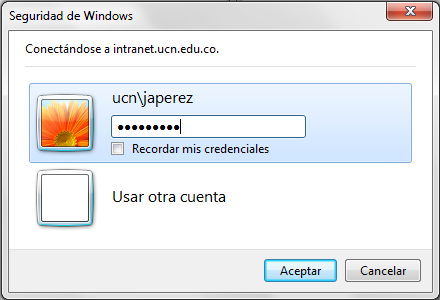 Seguridad de Windows
Conectándose a intranet.ucn.edu.co.
ucn\japerez
●●●●●●●●●
Recordar mis credenciales
Usar otra cuenta
Aceptar
Cancelar